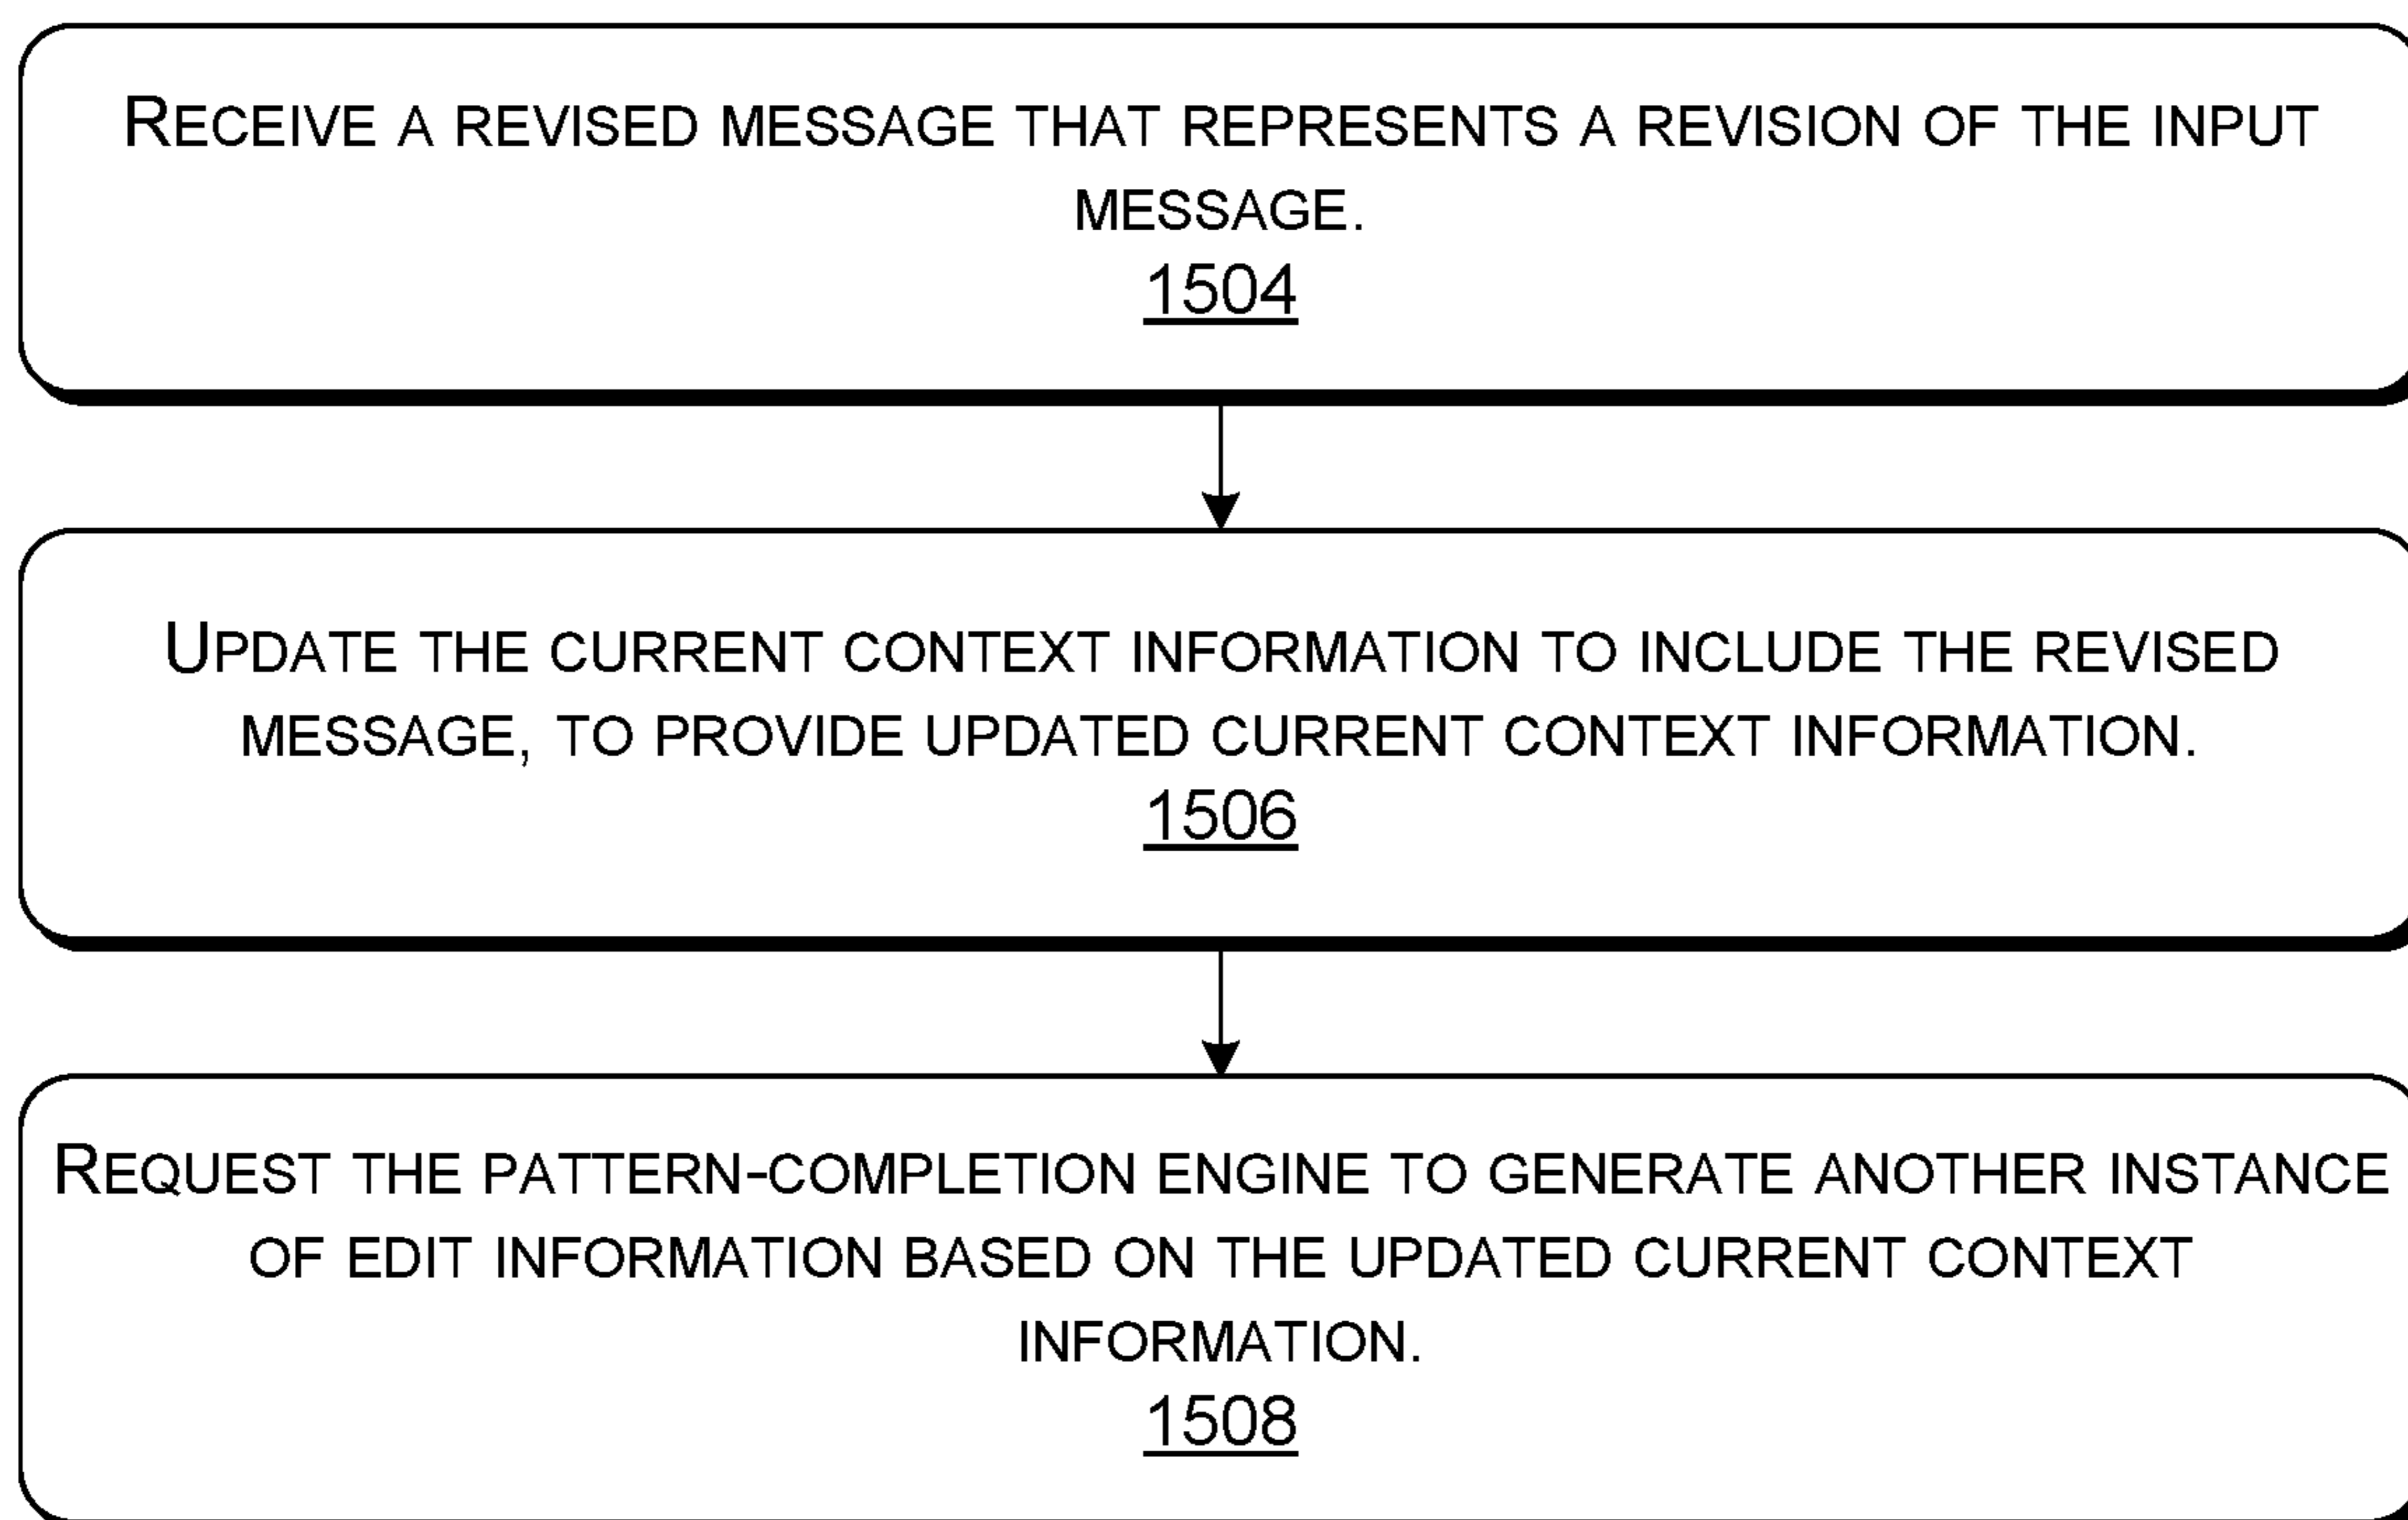 RECEIVE A REVISED MESSAGE THAT REPRESENTS A REVISION OF THE INPUT
MESSAGE.
1504
UPDATE THE CURRENT CONTEXT INFORMATION TO INCLUDE THE REVISED
MESSAGE, TO PROVIDE UPDATED CURRENT CONTEXT INFORMATION.
1506
REQUEST THE PATTERN-COMPLETION ENGINE TO GENERATE ANOTHER INSTANCE
OF EDIT INFORMATION BASED ON THE UPDATED CURRENT CONTEXT
INFORMATION.
1508